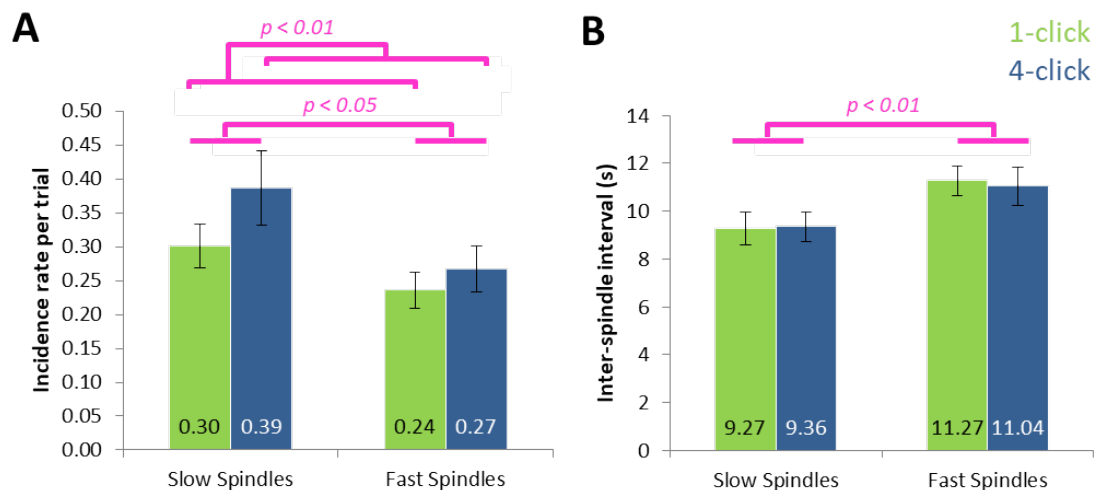 A
p < 0.01
p < 0.05
Incidence rate per trial
0.50
0.45
0.40
0.35
0.30
0.25
0.20
0.15
0.10
0.05
0.00
0.30
0.39
0.24
0.27
Slow Spindles
Fast Spindles
B
1-click
4-click
p < 0.01
Inter-spindle interval (s)
14
12
10
8
6
4
2
0
9.27
9.36
11.27
11.04
Slow Spindles
Fast Spindles